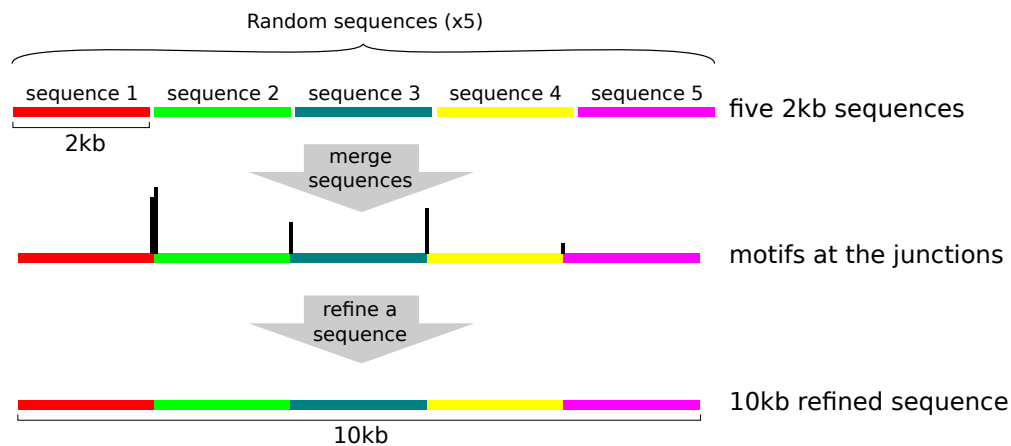 Random sequences (x5)
sequence 1 sequence 2 sequence 3 sequence 4 sequence 5
five 2kb sequences
2kb
merge
sequences
motifs at the junctions
refine a
sequence
10kb refined sequence
10kb